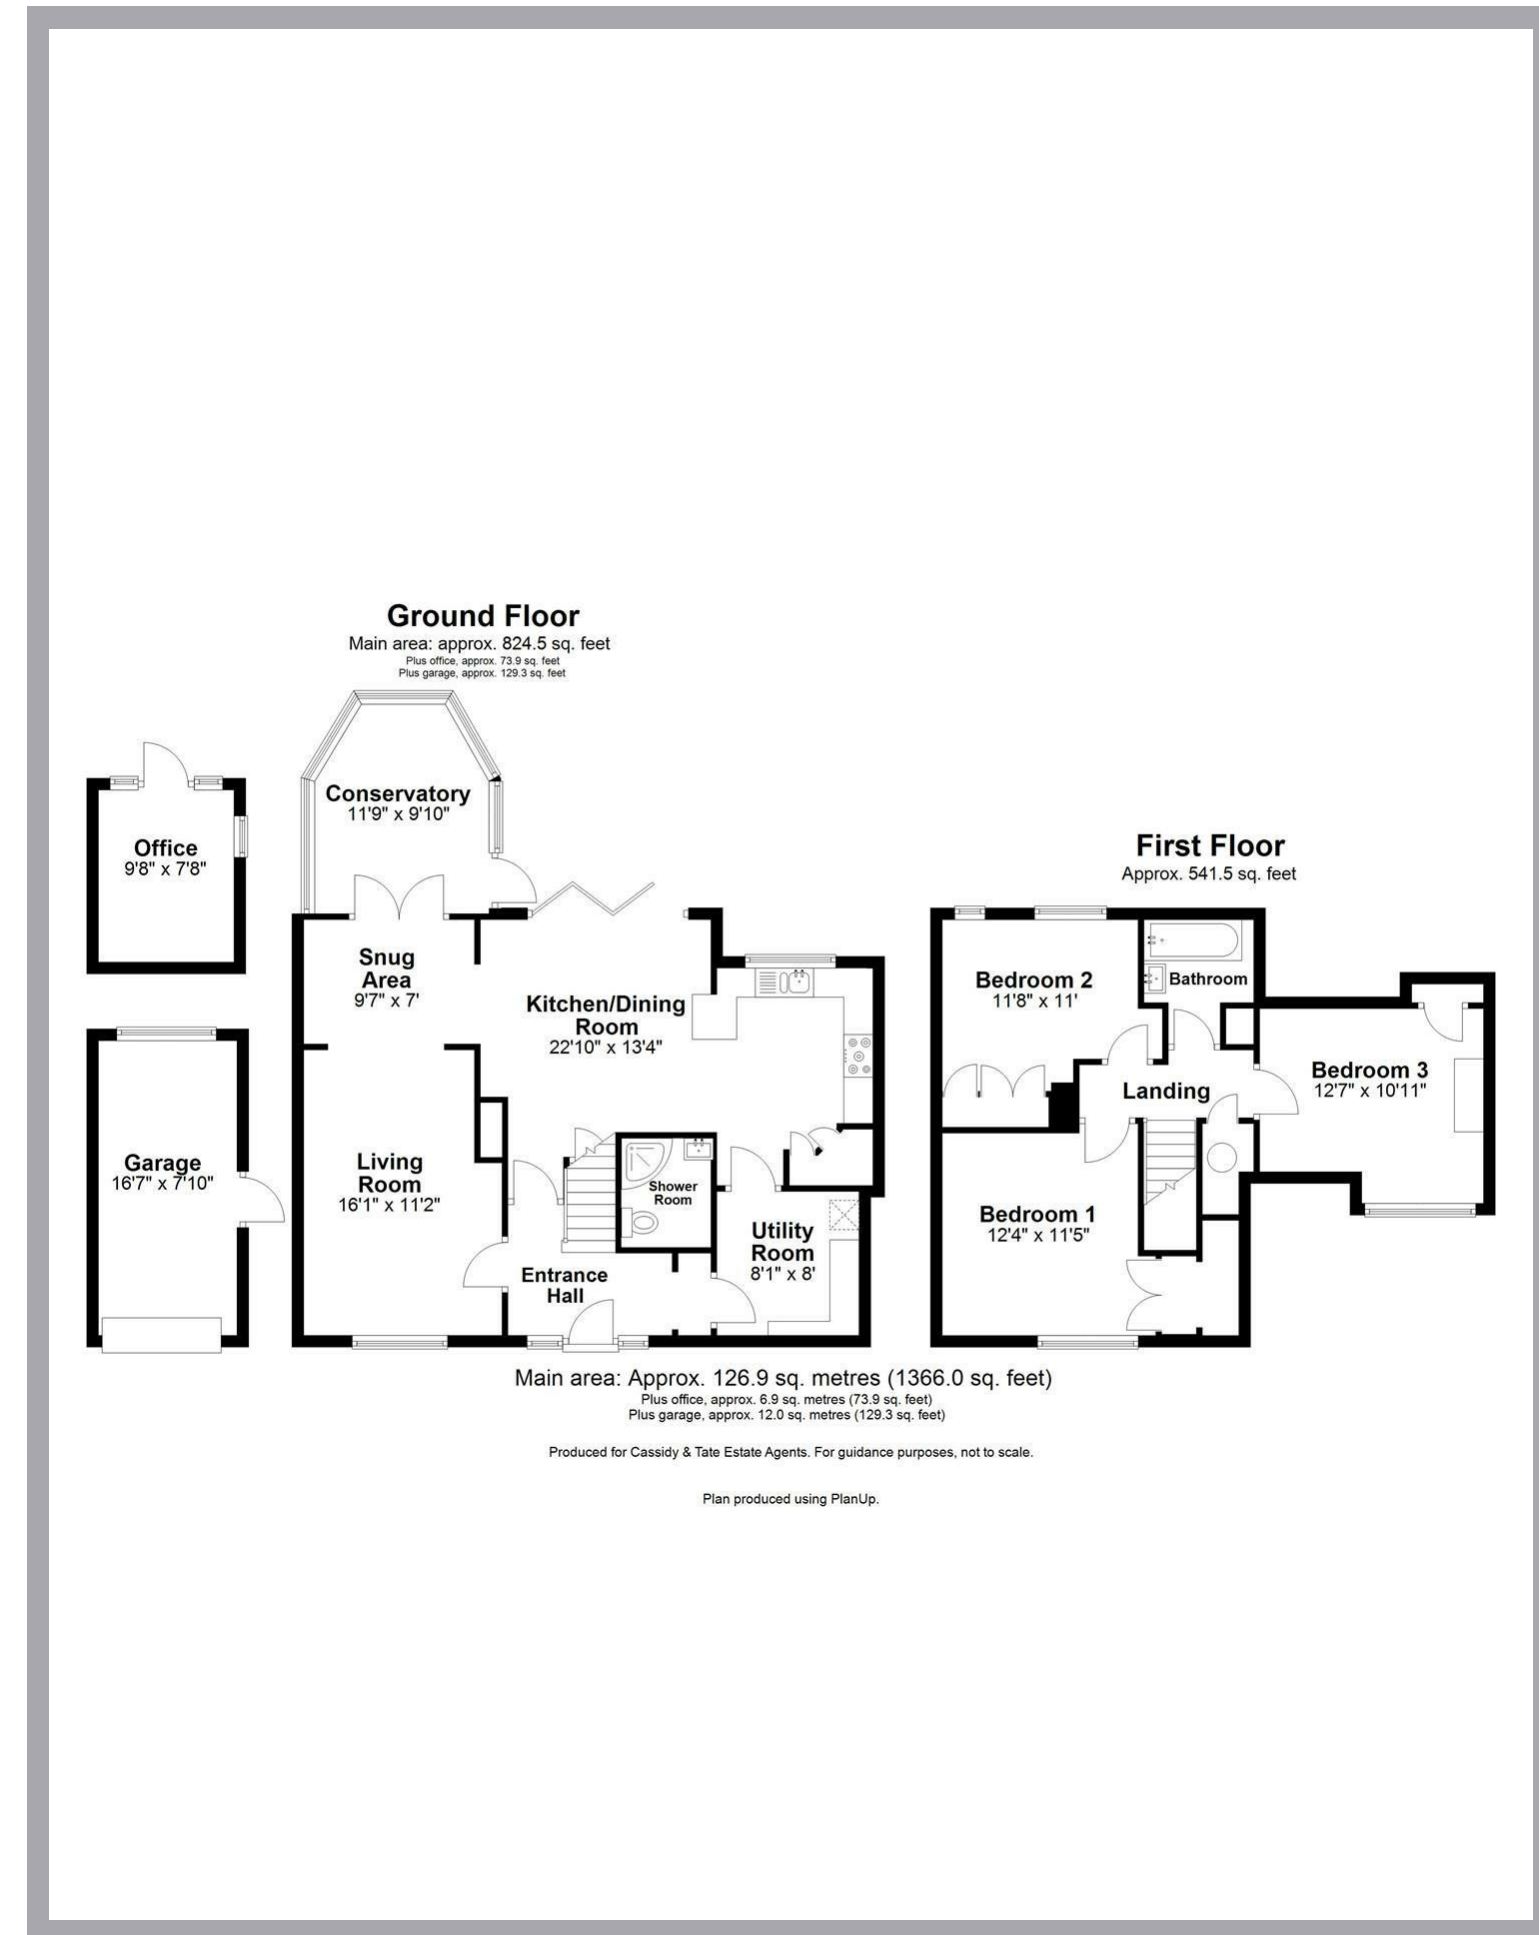 Ground Floor
Main area: approx. 824.5 sq. feet
Plus office, approx. 73.9 sq. feet
Plus garage, approx. 129.3 sq. feet
Conservatory
11'9" x 9'10"
Office
9'8" x 7'8"
Snug
Area
9'7" x 7'
Kitchen/Dining
Room
22'10" x 13'4"
Garage
16'7" x 7'10"
Living
Room
16'1" x 11'2"
Shower
Room
Utility
Room
8'1" x 8'
Entrance
Hall
First Floor
Approx. 541.5 sq. feet
Bedroom 2
11'8" x 11'
Bathroom
Bedroom 3
12'7" x 10'11"
Landing
Bedroom 1
12'4" x 11'5"
Main area: Approx. 126.9 sq. metres (1366.0 sq. feet)
Plus office, approx. 6.9 sq. metres (73.9 sq. feet)
Plus garage, approx. 12.0 sq. metres (129.3 sq. feet)
Produced for Cassidy & Tate Estate Agents. For guidance purposes, not to scale.
Plan produced using PlanUp.